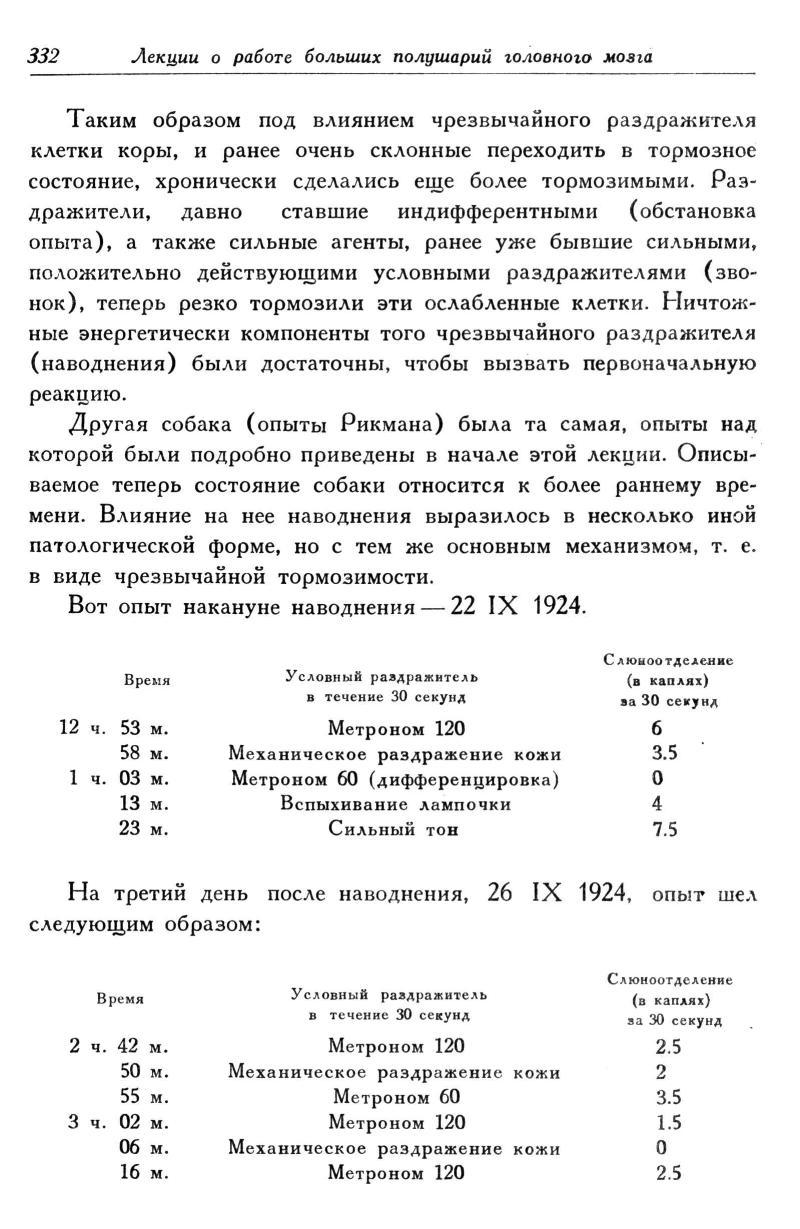 332 Лекции о работе больших полушарий головного мозга
Таким образом под влиянием чрезвычайного раздражителя
клетки коры, и ранее очень склонные переходить в тормозное
состояние, хронически сделались еще более тормозимыми. Раз-
дражители, давно ставшие индифферентными (обстановка
опыта), а также сильные агенты, ранее уже бывшие сильными,
положительно действующими условными раздражителями (зво-
нок), теперь резко тормозили эти ослабленные клетки. Ничтож-
ные энергетически компоненты того чрезвычайного раздражителя
(наводнения) были достаточны, чтобы вызвать первоначальную
реакцию.
Другая собака (опыты Рикмана) была та самая, опыты над
которой были подробно приведены в начале этой лекции. Описы-
ваемое теперь состояние собаки относится к более раннему вре-
мени. Влияние на нее наводнения выразилось в несколько иной
патологической форме, но с тем же основным механизмом, т. е.
в виде чрезвычайной тормозимости.
Вот опыт накануне наводнения — 22 IX 1924.
Время Условный раздражитель в течение 30 секунд Слюноотделение (в каплях) за 30 секунд
12 ч. 53 м. Метроном 120 6
58 м. Механическое раздражение кожи 3.5
1 ч. 03 м. Метроном 60 (дифференцировка) 0
13 м. Вспыхивание лампочки 4
23 м. Сильный тон 7.5
На третий день после наводнения, 26 IX 1924, опыт шел
следующим образом:
Время Условный раздражитель в течение 30 секунд Слюноотделение (в каплях) за 30 секунд
2 ч. 42 м. Метроном 120 2.5
50 м. Механическое раздражение кожи 2
55 м. Метроном 60 3.5
3 ч. 02 м. Метроном 120 1.5
06 м. Механическое раздражение кожи 0
16 м. Метроном 120 2.5